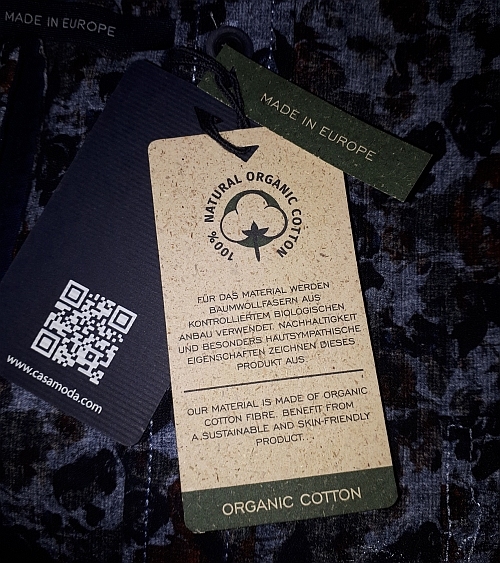 MADE IN EUROPE
MADE IN EUROPE
100% NATURAL ORGANIC COTTON
FÜR DAS MATERIAL WERDEN
BAUMWOLLFASERN AUS
KONTROLLIERTEM BIOLOGISCHEN
ANBAU VERWENDET. NACHHALTIGKEIT
UND BESONDERS HAUTSYMPATHISCHE
EIGENSCHAFTEN ZEICHNEN DIESES
PRODUKT AUS.
OUR MATERIAL IS MADE OF ORGANIC
COTTON FIBRE. BENEFIT FROM
A SUSTAINABLE AND SKIN-FRIENDLY
PRODUCT.
ORGANIC COTTON
www.casamoda.com